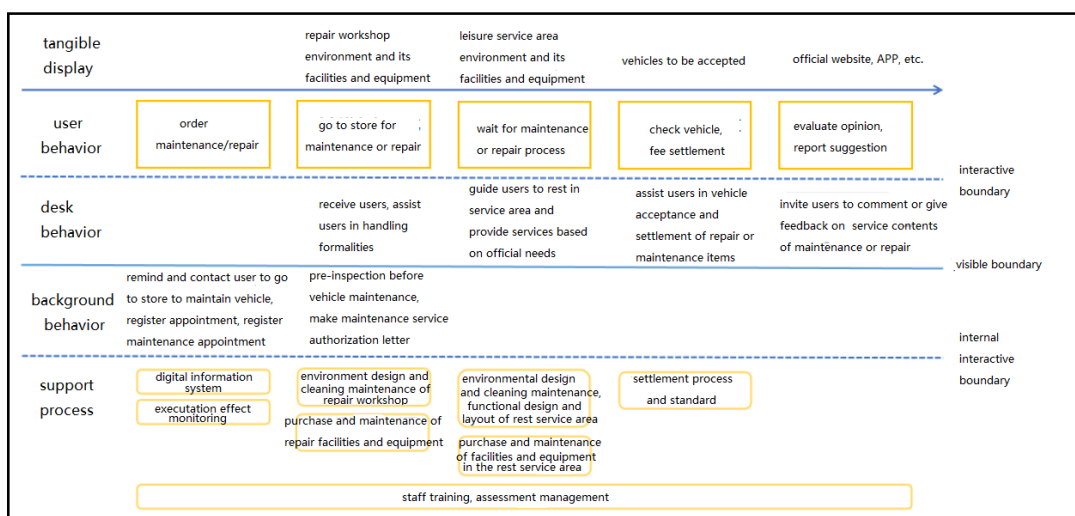 tangible
display
repair workshop
environment and its
facilities and equipment
leisure service area
environment and its
facilities and equipment
vehicles to be accepted
official website, APP, etc.
user
behavior
order
maintenance/repair
go to store for
maintenance or repair
wait for maintenance
or repair process
check vehicle,
fee settlement
evaluate opinion,
report suggestion
interactive
boundary
desk
behavior
receive users, assist
users in handling
formalities
guide users to rest in
service area and
provide services based
on official needs
assist users in vehicle
acceptance and
settlement of repair or
maintenance items
invite users to comment or give
feedback on service contents
of maintenance or repair
visible boundary
background
behavior
remind and contact user to go
to store to maintain vehicle,
register appointment, register
maintenance appointment
pre-inspection before
vehicle maintenance,
make maintenance service
authorization letter
internal
interactive
boundary
support
process
digital information
system
executation effect
monitoring
environment design and
cleaning maintenance of
repair workshop
purchase and maintenance of
repair facilities and equipment
environmental design
and cleaning maintenance,
functional design and
layout of rest service area
purchase and maintenance
of facilities and equipment
in the rest service area
settlement process
and standard
staff training, assessment management